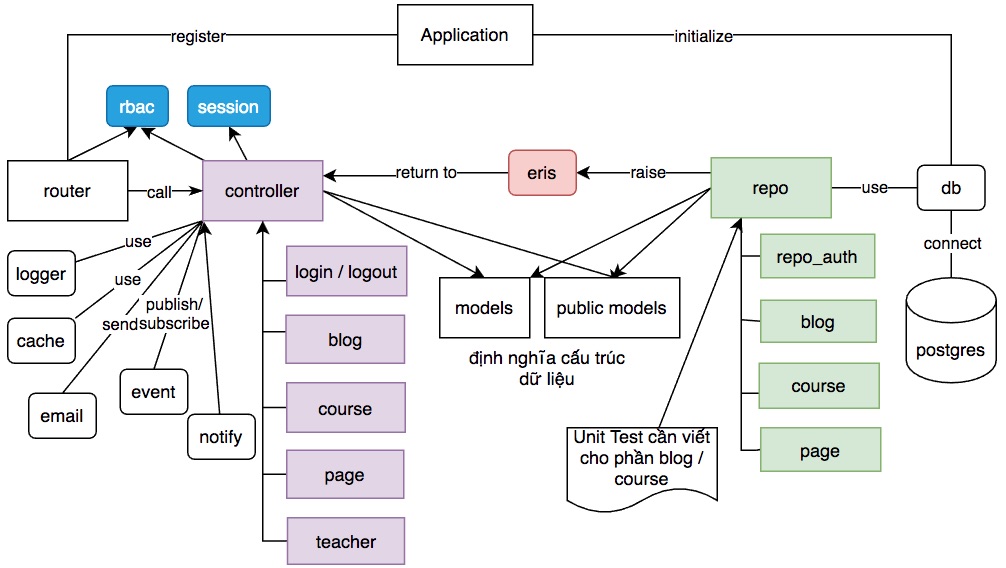 Application
register
initialize
rbac
session
router
call
controller
return to
eris
raise
repo
use
db
connect
postgres
logger
use
cache
use
email
send
event
publish/
subscribe
notify
login / logout
blog
course
page
teacher
models
public models
định nghĩa cấu trúc
dữ liệu
repo_auth
blog
course
page
Unit Test cần viết
cho phần blog /
course